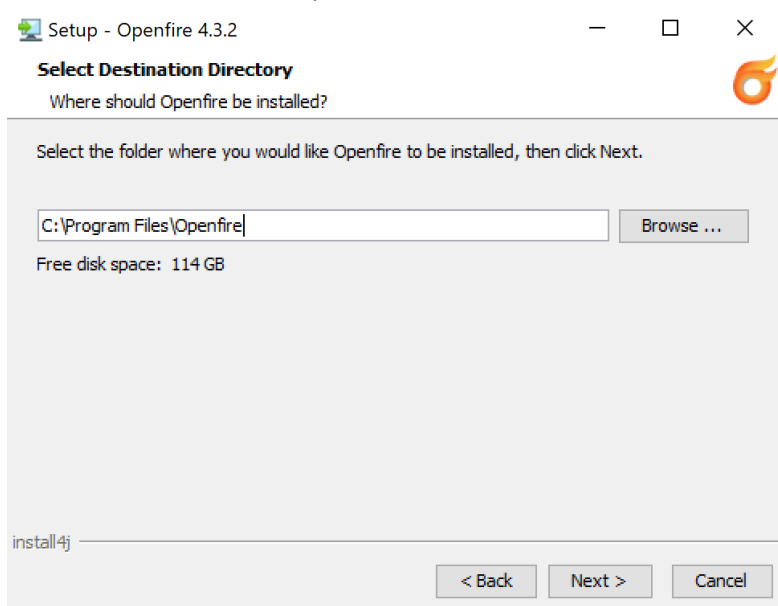 Setup - Openfire 4.3.2
Select Destination Directory
Where should Openfire be installed?
Select the folder where you would like Openfire to be installed, then click Next.
C:\Program Files\Openfire
Browse ...
Free disk space: 114 GB
install4j
< Back
Next >
Cancel